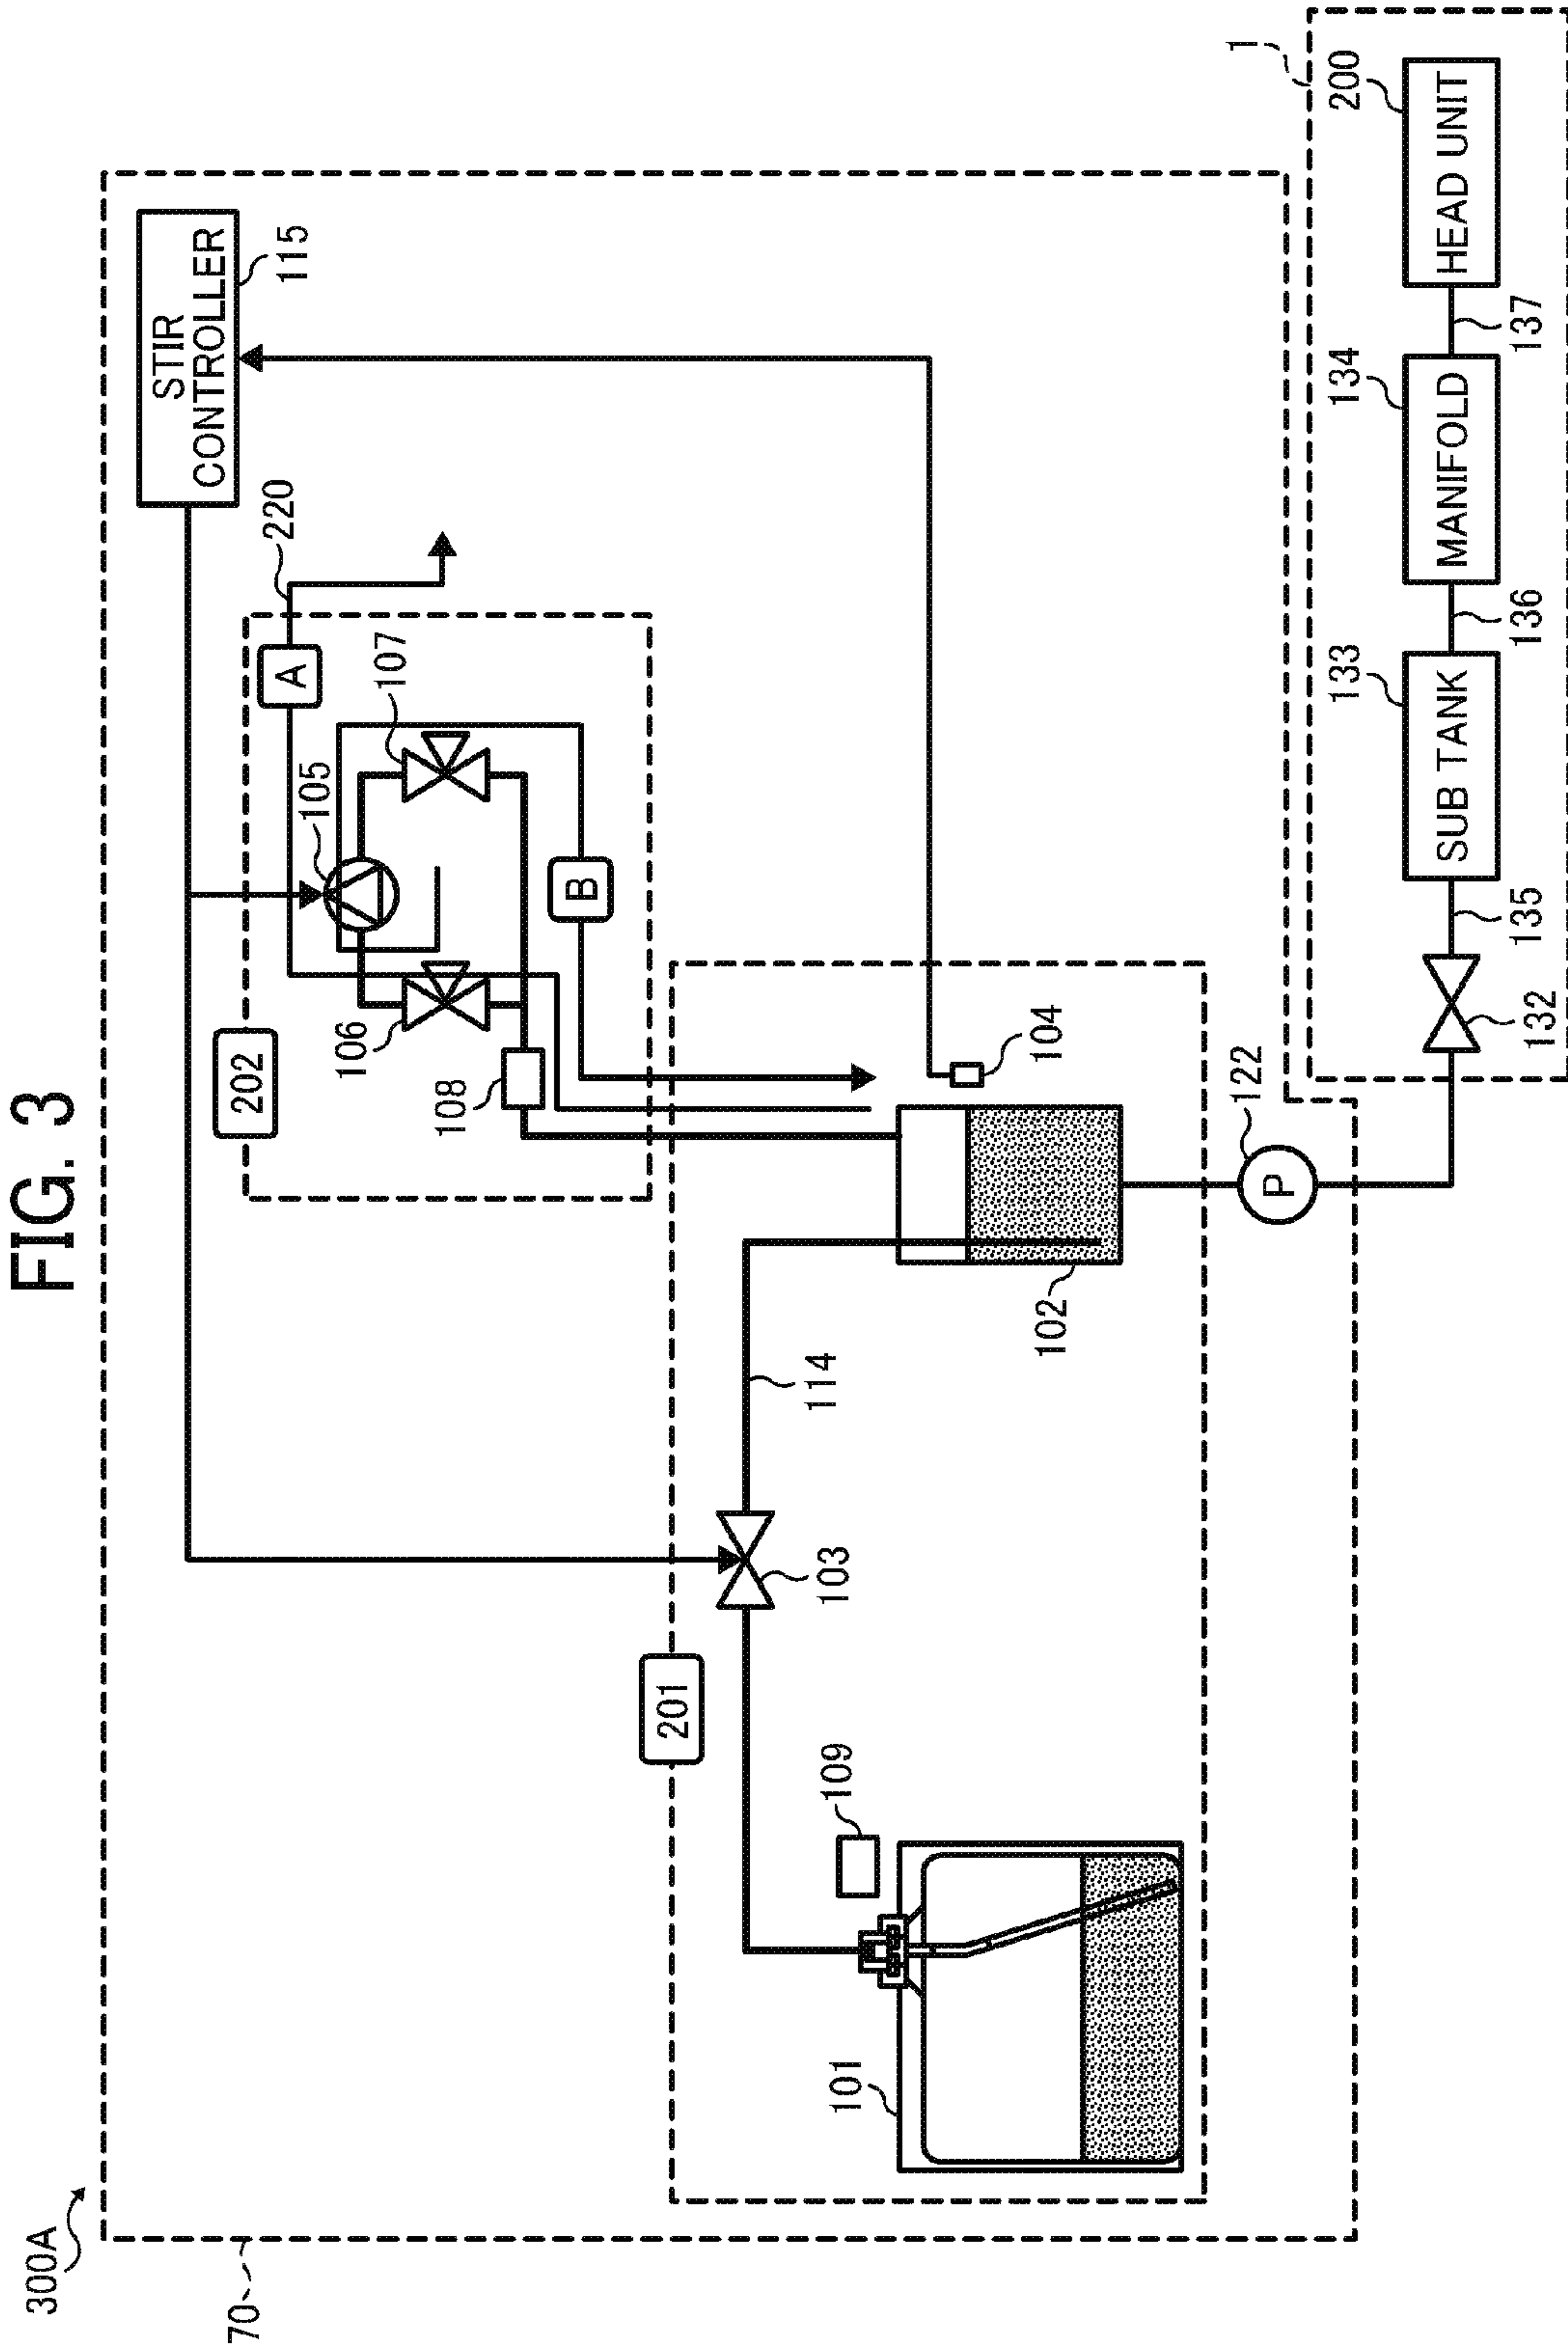 FIG. 3
300A
70
STIR
CONTROLLER
115
220
202
A
105
107
106
108
B
201
109
103
114
104
101
102
122
P
1
132
135
133
SUB TANK
136
134
MANIFOLD
137
200
HEAD UNIT